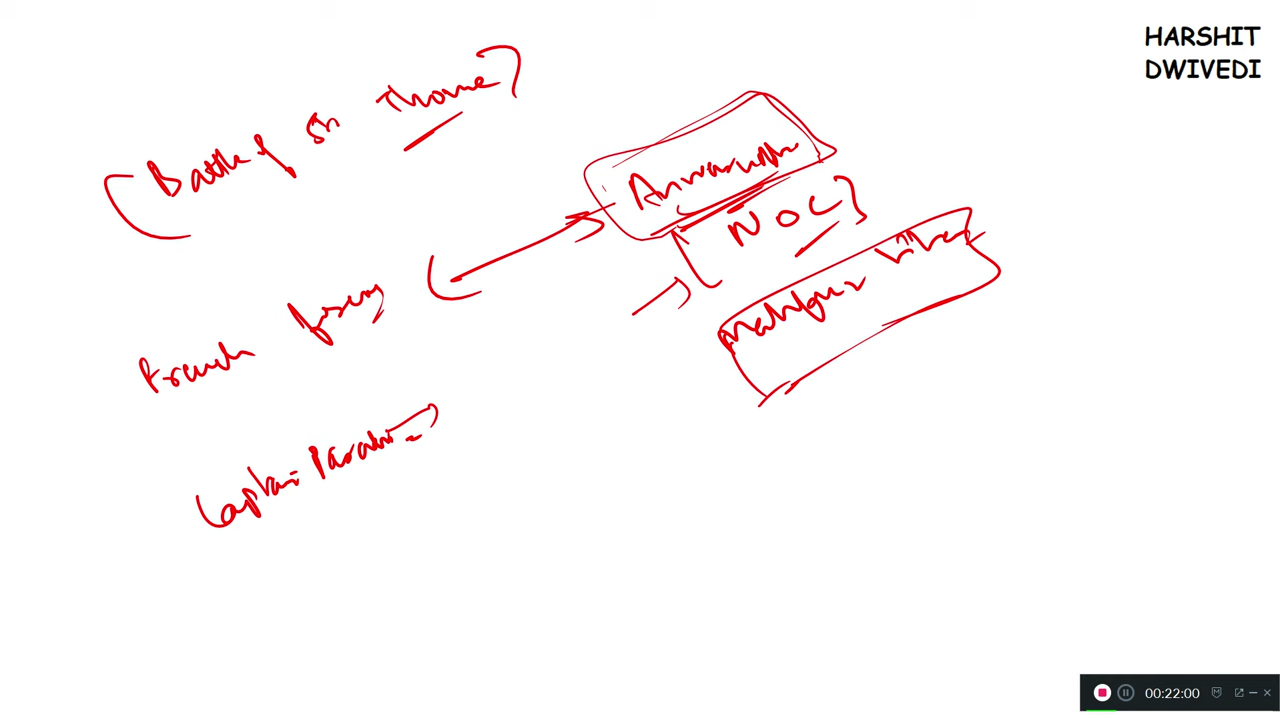 HARSHIT
DWIVEDI
(Battle of St Thome)
Anwaruddin
NOC
Mahfuz Khan
French forces
Captain Paradis
00:22:00